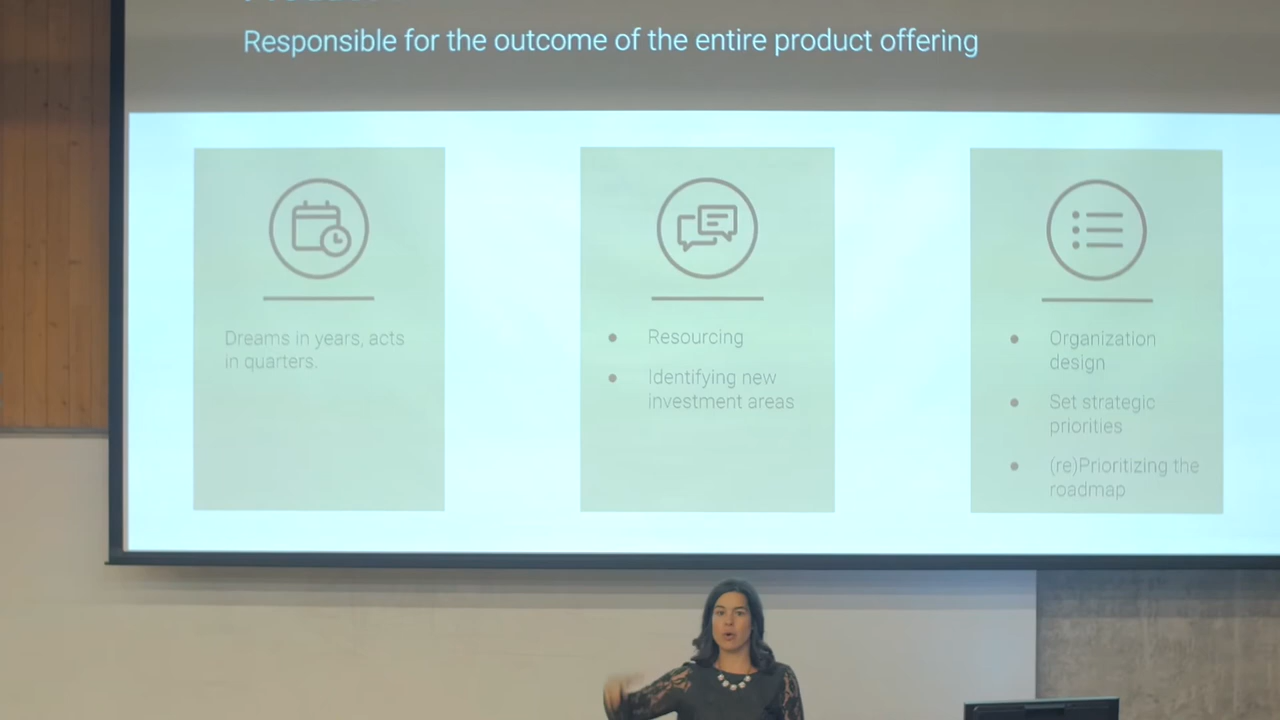 Responsible for the outcome of the entire product offering
Dreams in years, acts
in quarters.
Resourcing
Identifying new
investment areas
Organization
design
Set strategic
priorities
(re)Prioritizing the
roadmap